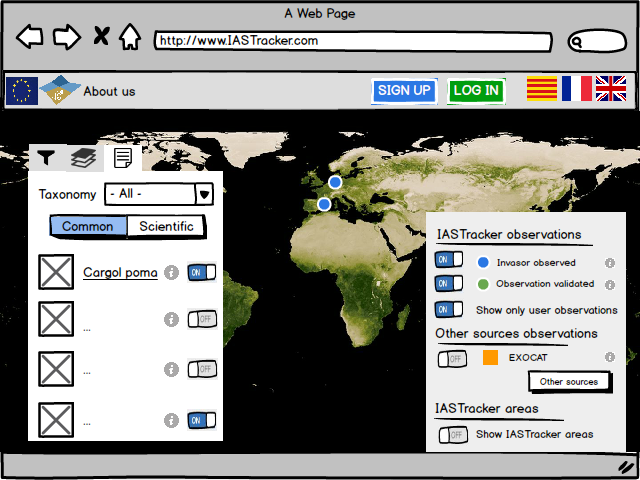 A Web Page
http://www.IASTracker.com
About us
SIGN UP
LOG IN
Taxonomy
- All -
Common
Scientific
Cargol poma
ON
...
OFF
...
OFF
...
ON
IASTracker observations
ON
Invasor observed
ON
Observation validated
ON
Show only user observations
Other sources observations
OFF
EXOCAT
Other sources
IASTracker areas
OFF
Show IASTracker areas